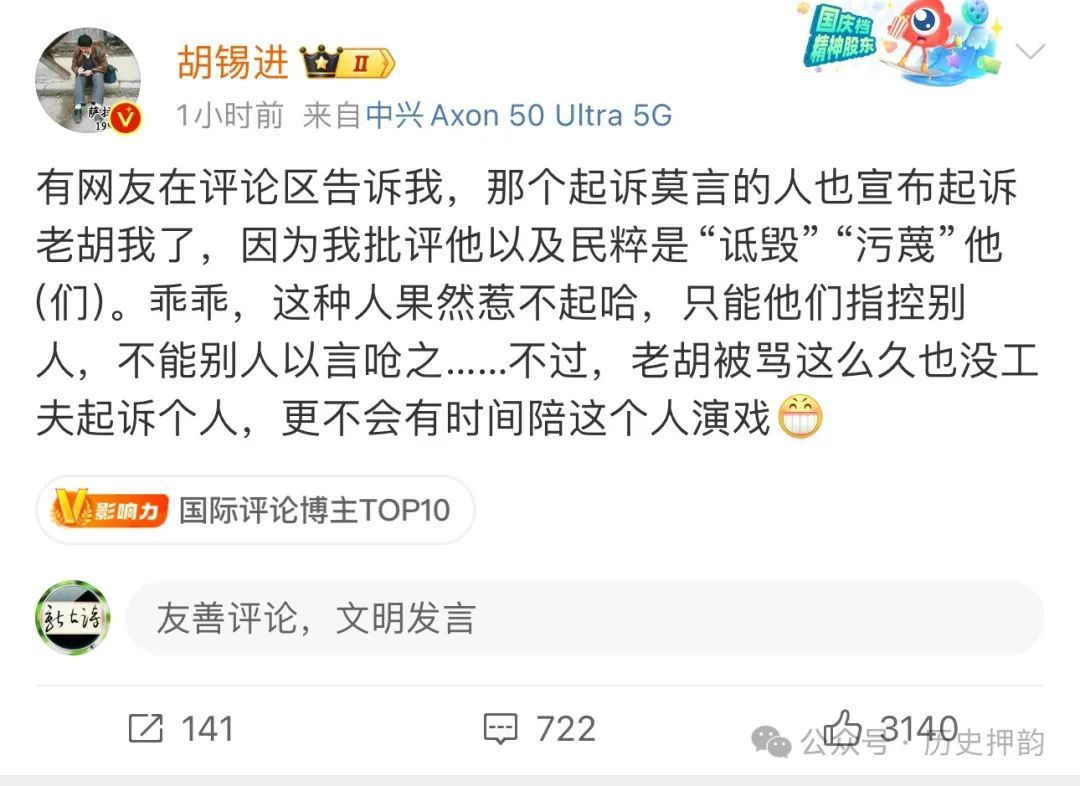 国庆档
精神股东
胡锡进 II
1小时前 来自中兴 Axon 50 Ultra 5G
有网友在评论区告诉我，那个起诉莫言的人也宣布起诉
老胡我了，因为我批评他以及民粹是“诋毁”“污蔑”他
(们)。乖乖，这种人果然惹不起哈，只能他们指控别
人，不能别人以言呛之......不过，老胡被骂这么久也没工
夫起诉个人，更不会有时间陪这个人演戏
V影响力 国际评论博主TOP10
友善评论，文明发言
141 722 3140
公众号·历史押韵